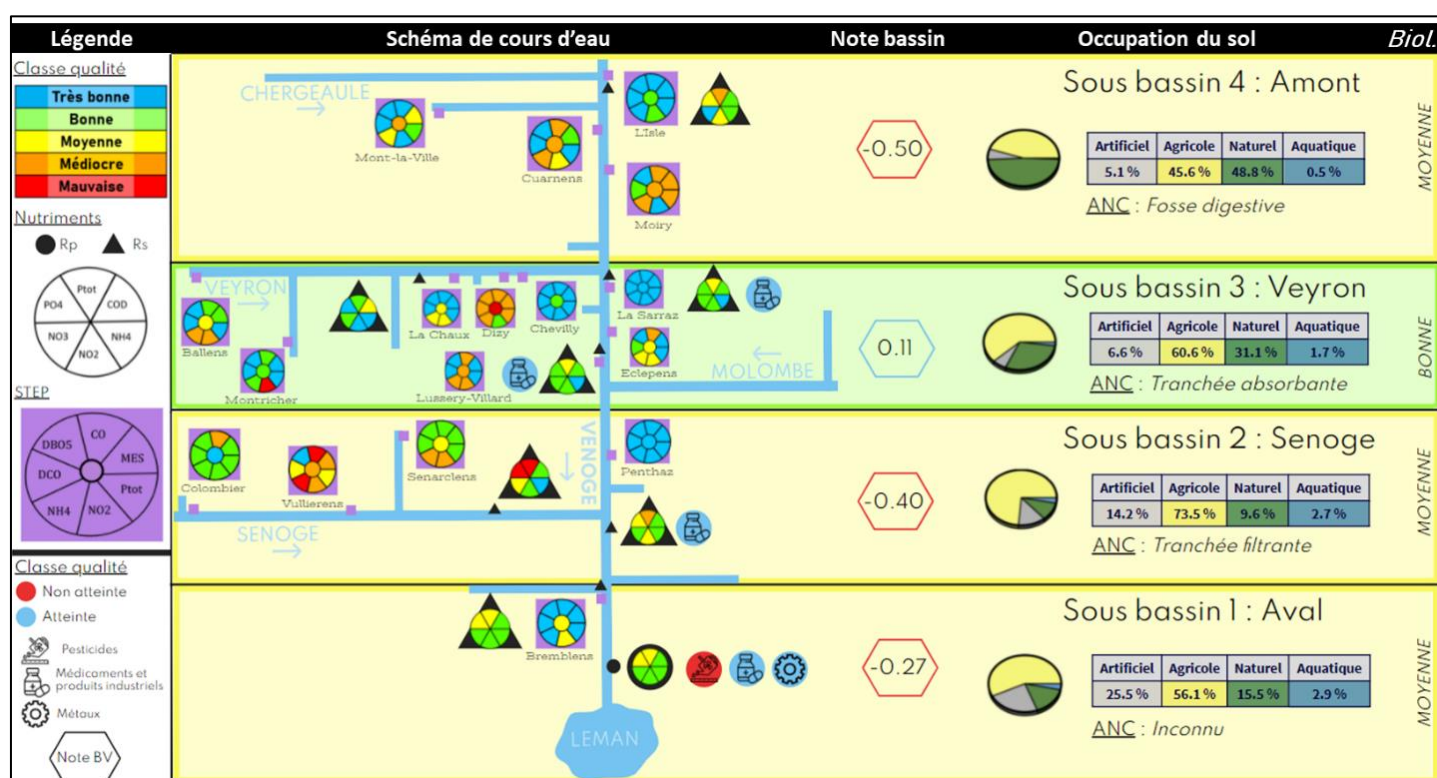 Légende
Schéma de cours d'eau
Note bassin
Occupation du sol
Biol.
Classe qualité
Très bonne
Bonne
Moyenne
Médiocre
Mauvaise
Nutriments
Rp
Rs
Ptot
COD
NH4
NO2
NO3
PO4
STEP
CO
MES
Ptot
NO2
NH4
DCO
DBO5
Classe qualité
Non atteinte
Atteinte
Pesticides
Médicaments et
produits industriels
Métaux
Note BV
CHERGEAULE
Mont-la-Ville
Cuarnens
L'Isle
Moiry
-0.50
Sous bassin 4 : Amont
Artificiel Agricole Naturel Aquatique
5.1 % 45.6 % 48.8 % 0.5 %
ANC : Fosse digestive
MOYENNE
VEYRON
Ballens
Montricher
La Chaux
Dizy
Chevilly
Lussery-Villard
La Sarraz
Eclepens
MOLOMBE
0.11
Sous bassin 3 : Veyron
Artificiel Agricole Naturel Aquatique
6.6 % 60.6 % 31.1 % 1.7 %
ANC : Tranchée absorbante
BONNE
Colombier
Vullierens
Senarclens
VENOGE
Penthaz
SENOGE
-0.40
Sous bassin 2 : Senoge
Artificiel Agricole Naturel Aquatique
14.2 % 73.5 % 9.6 % 2.7 %
ANC : Tranchée filtrante
MOYENNE
Bremblens
LEMAN
-0.27
Sous bassin 1 : Aval
Artificiel Agricole Naturel Aquatique
25.5 % 56.1 % 15.5 % 2.9 %
ANC : Inconnu
MOYENNE